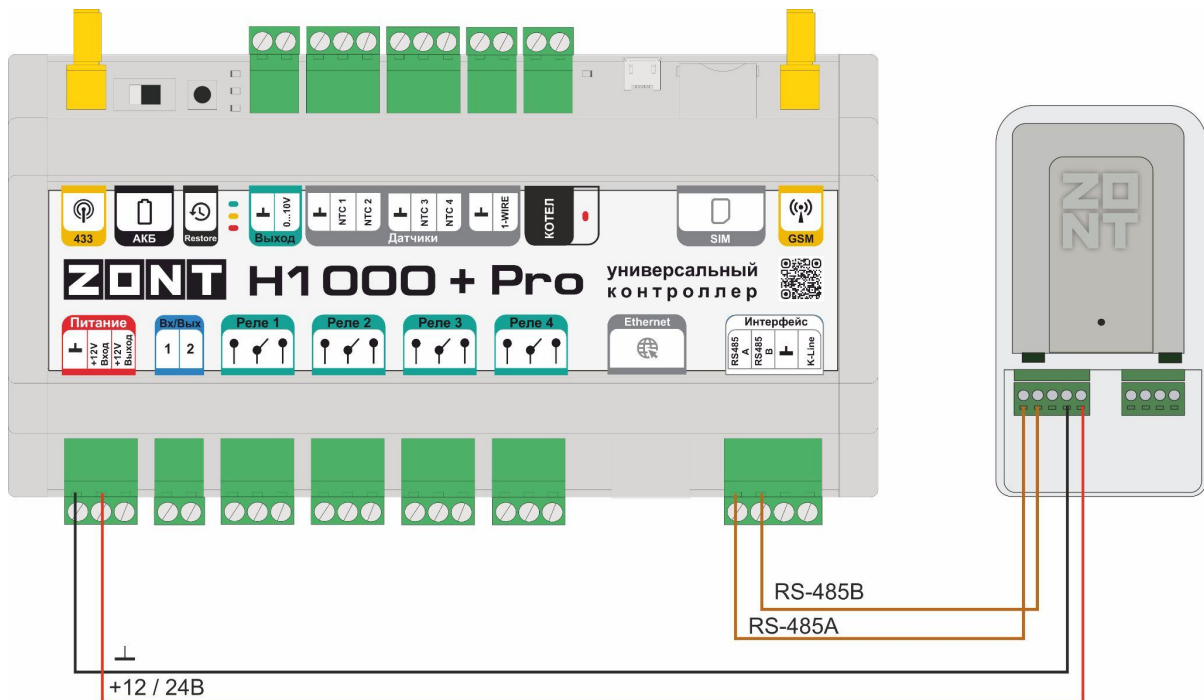 ZONT
433
АКБ
Restore
0...10V
Выход
NTC 1
NTC 2
NTC 3
NTC 4
1-WIRE
Датчики
КОТЕЛ
SIM
GSM
ZONT H1000 + Pro
универсальный
контроллер
Питание
+12V
Вход
+12V
Выход
Вх/Вых
1 2
Реле 1
Реле 2
Реле 3
Реле 4
Ethernet
Интерфейс
RS485
A
RS485
B
K-Line
RS-485B
RS-485A
+12 / 24В